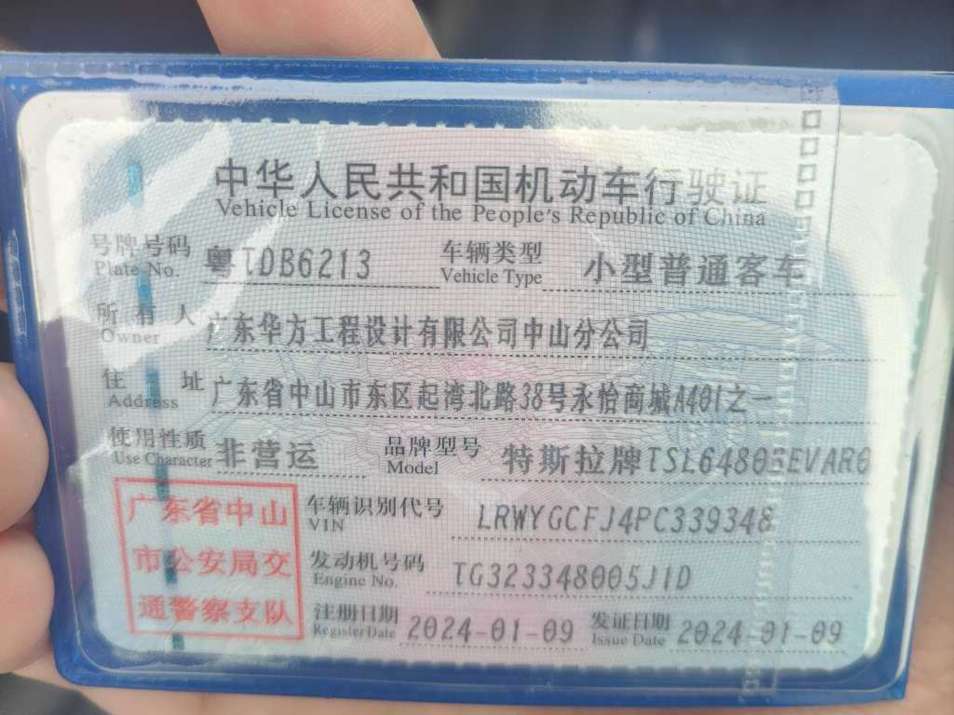 中华人民共和国机动车行驶证
Vehicle License of the People's Republic of China
号牌号码 粤TDB6213 车辆类型 小型普通客车
Plate No. Vehicle Type
所有人 广东华方工程设计有限公司中山分公司
Owner
住址 广东省中山市东区起湾北路38号永怡商城A401之一
Address
使用性质 非营运 品牌型号 特斯拉牌TSL6480BEVAR0
Use Character Model
广东省中山
市公安局交
通警察支队
车辆识别代号 LRWYGCFJ4PC339348
VIN
发动机号码 TG323348005J1D
Engine No.
注册日期 2024-01-09 发证日期 2024-01-09
Register Date Issue Date